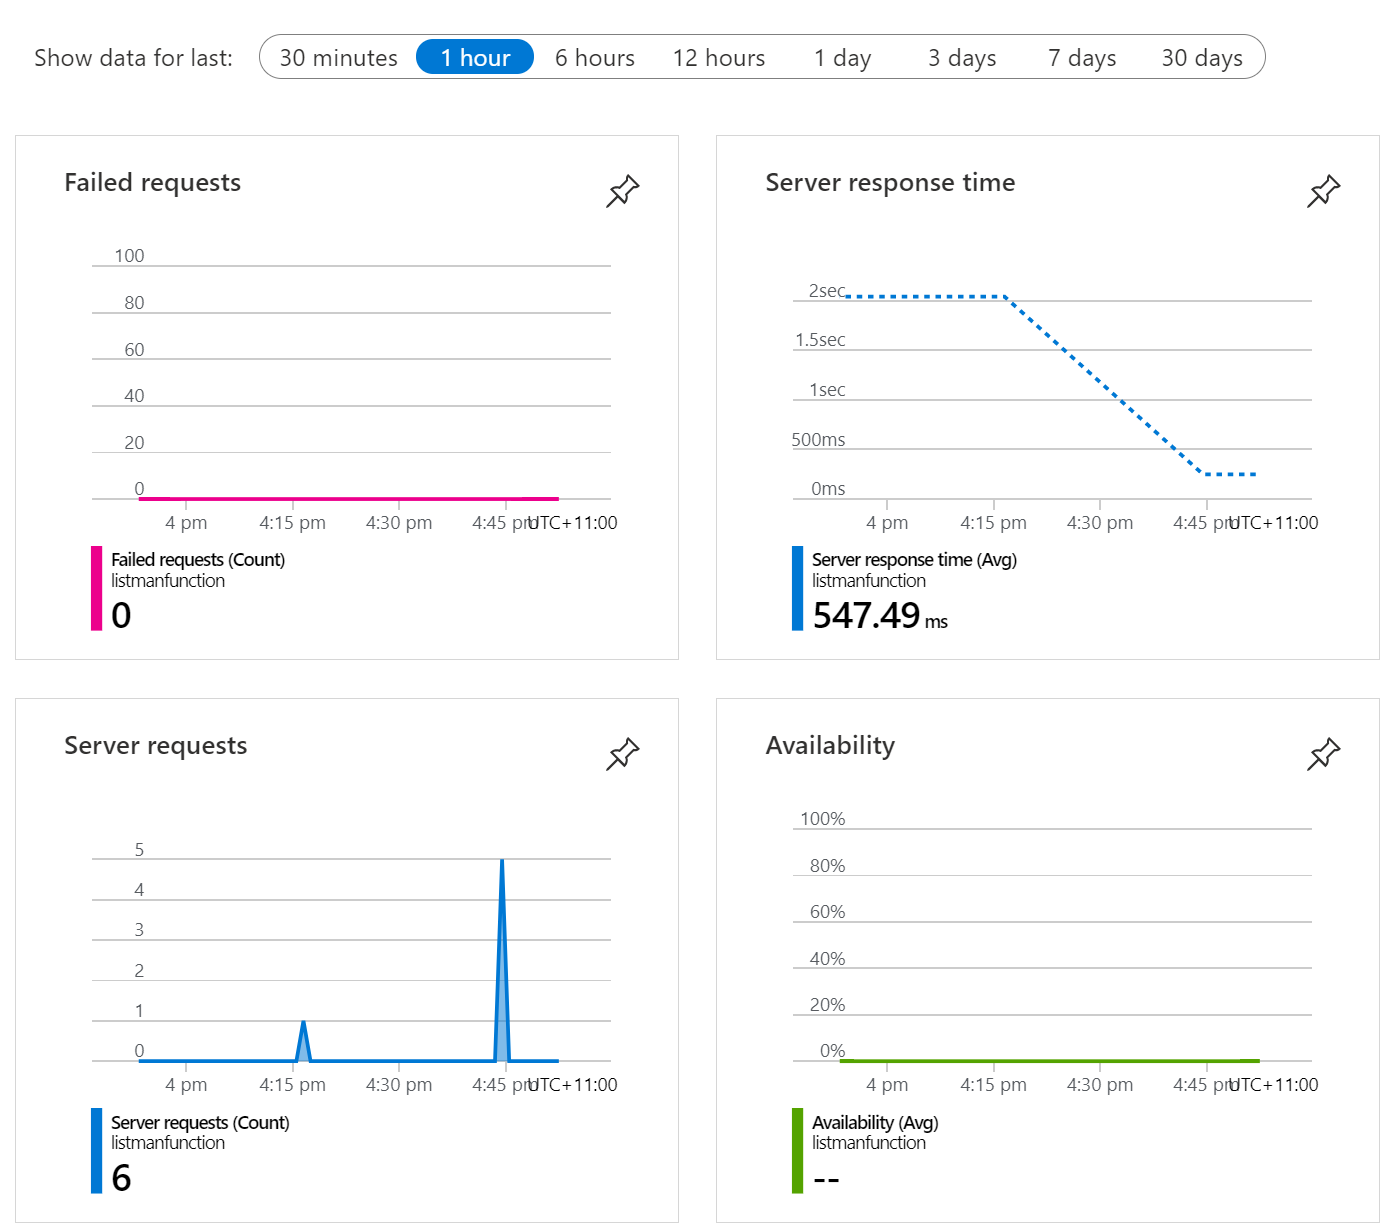 Show data for last: 30 minutes 1 hour 6 hours 12 hours 1 day 3 days 7 days 30 days
Failed requests
100
80
60
40
20
0
4 pm 4:15 pm 4:30 pm 4:45 pm UTC+11:00
Failed requests (Count)
listmanfunction
0
Server response time
2sec
1.5sec
1sec
500ms
0ms
4 pm 4:15 pm 4:30 pm 4:45 pm UTC+11:00
Server response time (Avg)
listmanfunction
547.49 ms
Server requests
5
4
3
2
1
0
4 pm 4:15 pm 4:30 pm 4:45 pm UTC+11:00
Server requests (Count)
listmanfunction
6
Availability
100%
80%
60%
40%
20%
0%
4 pm 4:15 pm 4:30 pm 4:45 pm UTC+11:00
Availability (Avg)
listmanfunction
--